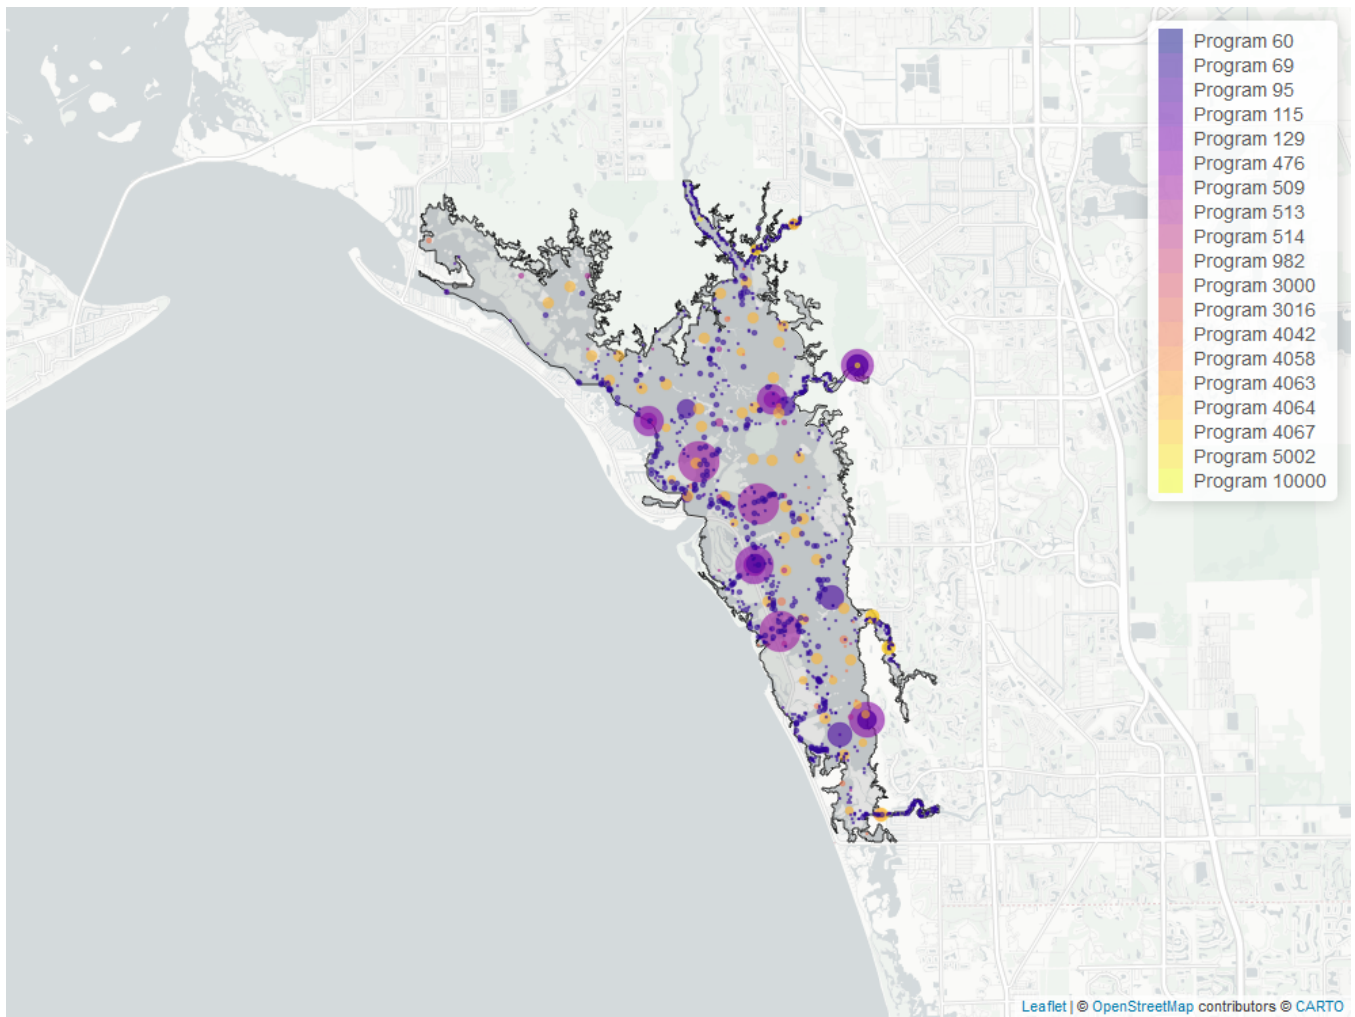 Program 60
Program 69
Program 95
Program 115
Program 129
Program 476
Program 509
Program 513
Program 514
Program 982
Program 3000
Program 3016
Program 4042
Program 4058
Program 4063
Program 4064
Program 4067
Program 5002
Program 10000
Leaflet | © OpenStreetMap contributors © CARTO